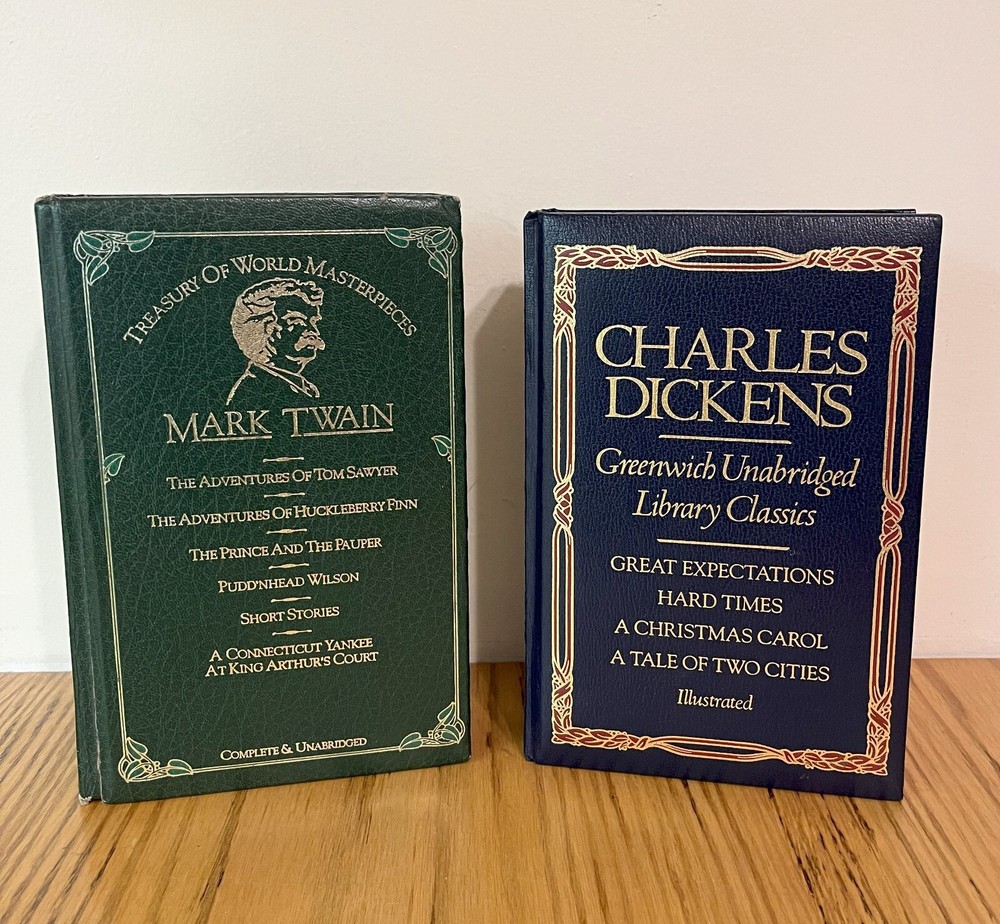 Treasury Of World Masterpieces
Mark Twain
The Adventures Of Tom Sawyer
The Adventures Of Huckleberry Finn
The Prince And The Pauper
Pudd'nhead Wilson
Short Stories
A Connecticut Yankee
At King Arthur's Court
Complete & Unabridged
CHARLES
DICKENS
Greenwich Unabridged
Library Classics
GREAT EXPECTATIONS
HARD TIMES
A CHRISTMAS CAROL
A TALE OF TWO CITIES
Illustrated